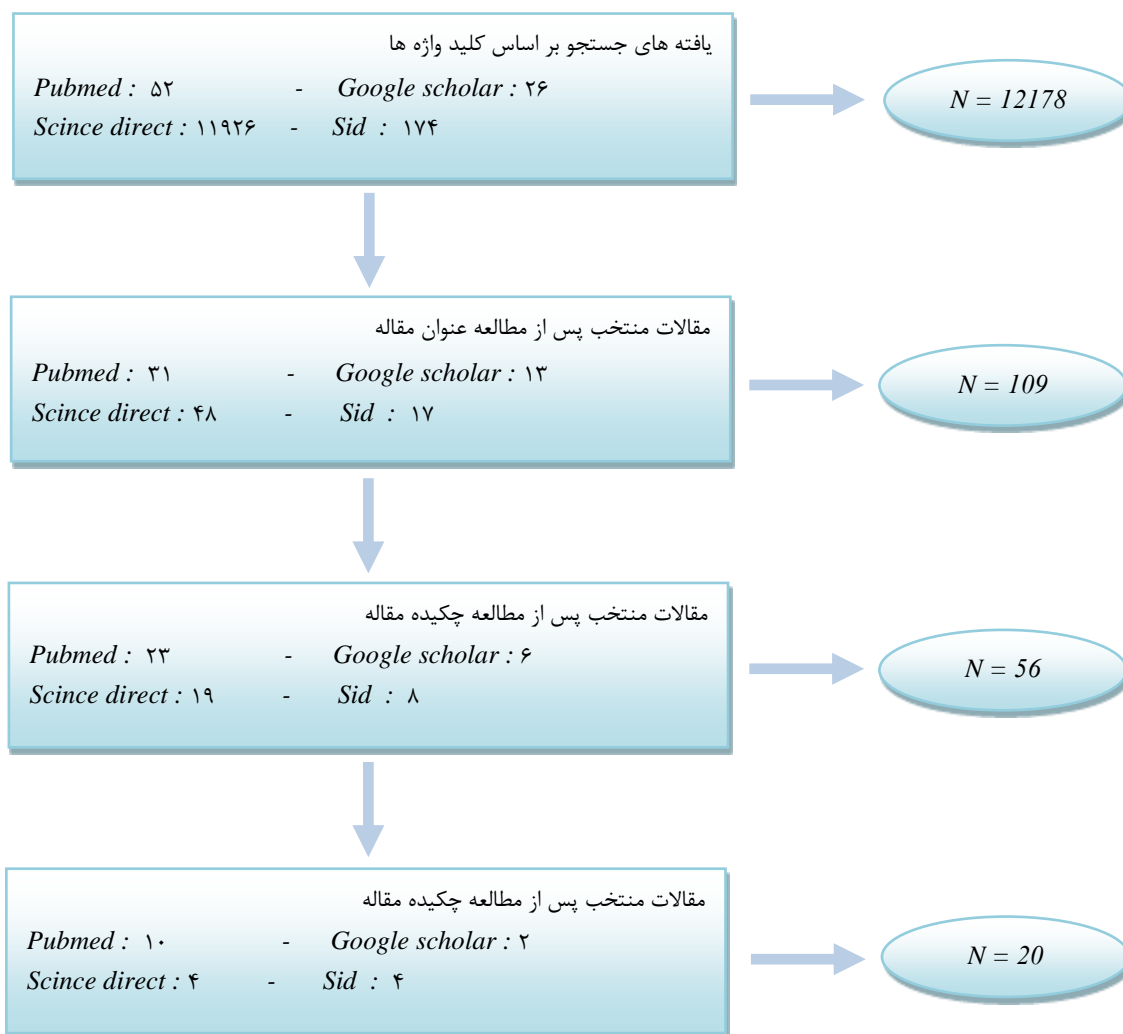 یافته های جستجو بر اساس کلید واژه ها
Pubmed : ۵۲ - Google scholar : ۲۶
Scince direct : ۱۱۹۲۶ - Sid : ۱۷۴
N = 12178
مقالات منتخب پس از مطالعه عنوان مقاله
Pubmed : ۳۱ - Google scholar : ۱۳
Scince direct : ۴۸ - Sid : ۱۷
N = 109
مقالات منتخب پس از مطالعه چکیده مقاله
Pubmed : ۲۳ - Google scholar : ۶
Scince direct : ۱۹ - Sid : ۸
N = 56
مقالات منتخب پس از مطالعه چکیده مقاله
Pubmed : ۱۰ - Google scholar : ۲
Scince direct : ۴ - Sid : ۴
N = 20